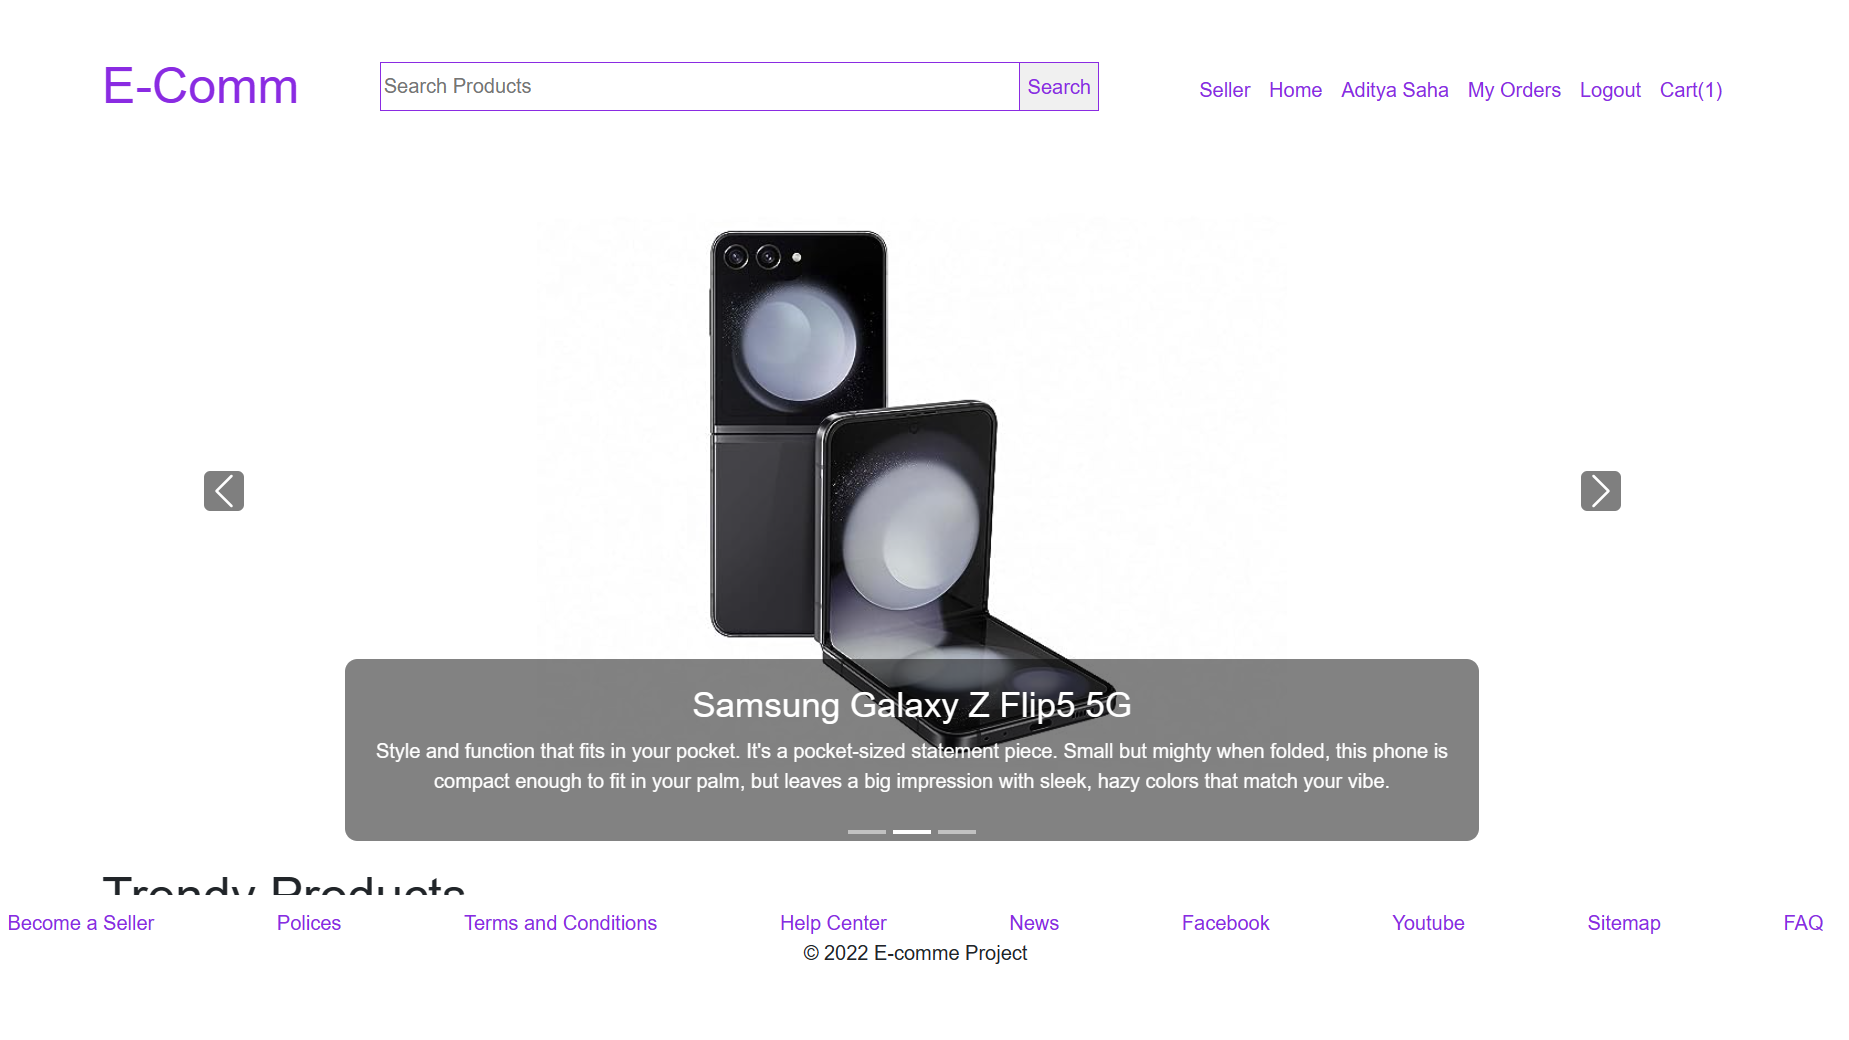 E-Comm
Search Products
Search
Seller Home Aditya Saha My Orders Logout Cart(1)
Samsung Galaxy Z Flip5 5G
Style and function that fits in your pocket. It's a pocket-sized statement piece. Small but mighty when folded, this phone is
compact enough to fit in your palm, but leaves a big impression with sleek, hazy colors that match your vibe.
Trendy Products
Become a Seller Polices Terms and Conditions Help Center News Facebook Youtube Sitemap FAQ
© 2022 E-comme Project